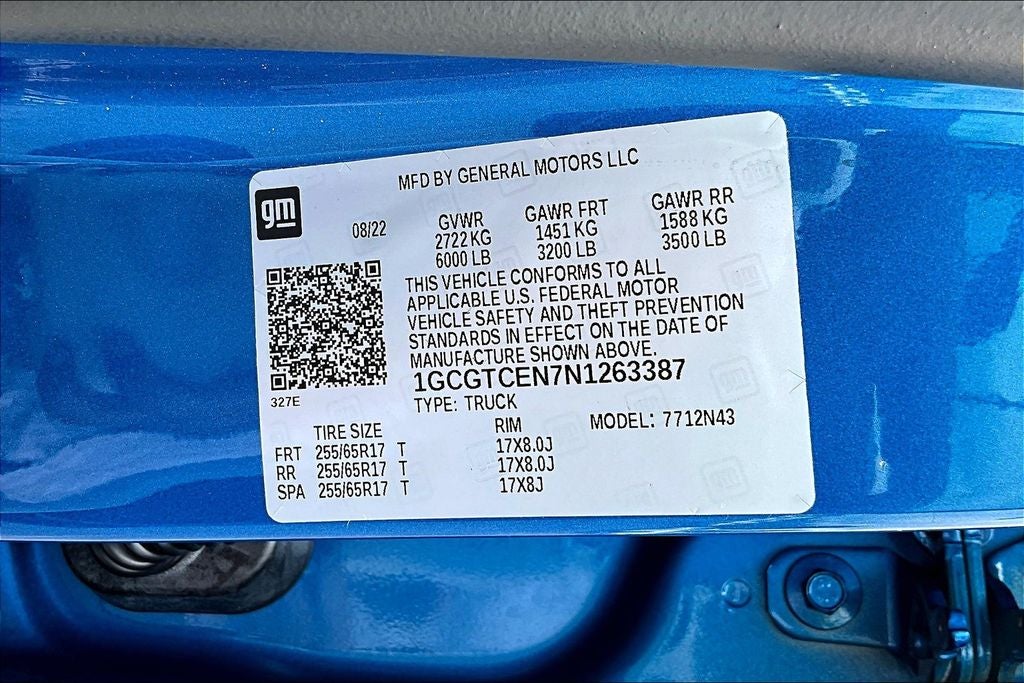 MFD BY GENERAL MOTORS LLC
gm
08/22
GVWR GAWR FRT GAWR RR
2722 KG 1451 KG 1588 KG
6000 LB 3200 LB 3500 LB
THIS VEHICLE CONFORMS TO ALL
APPLICABLE U.S. FEDERAL MOTOR
VEHICLE SAFETY AND THEFT PREVENTION
STANDARDS IN EFFECT ON THE DATE OF
MANUFACTURE SHOWN ABOVE.
327E
1GCGTCEN7N1263387
TYPE: TRUCK
MODEL: 7712N43
TIRE SIZE RIM
FRT 255/65R17 T 17X8.0J
RR 255/65R17 T 17X8.0J
SPA 255/65R17 T 17X8J